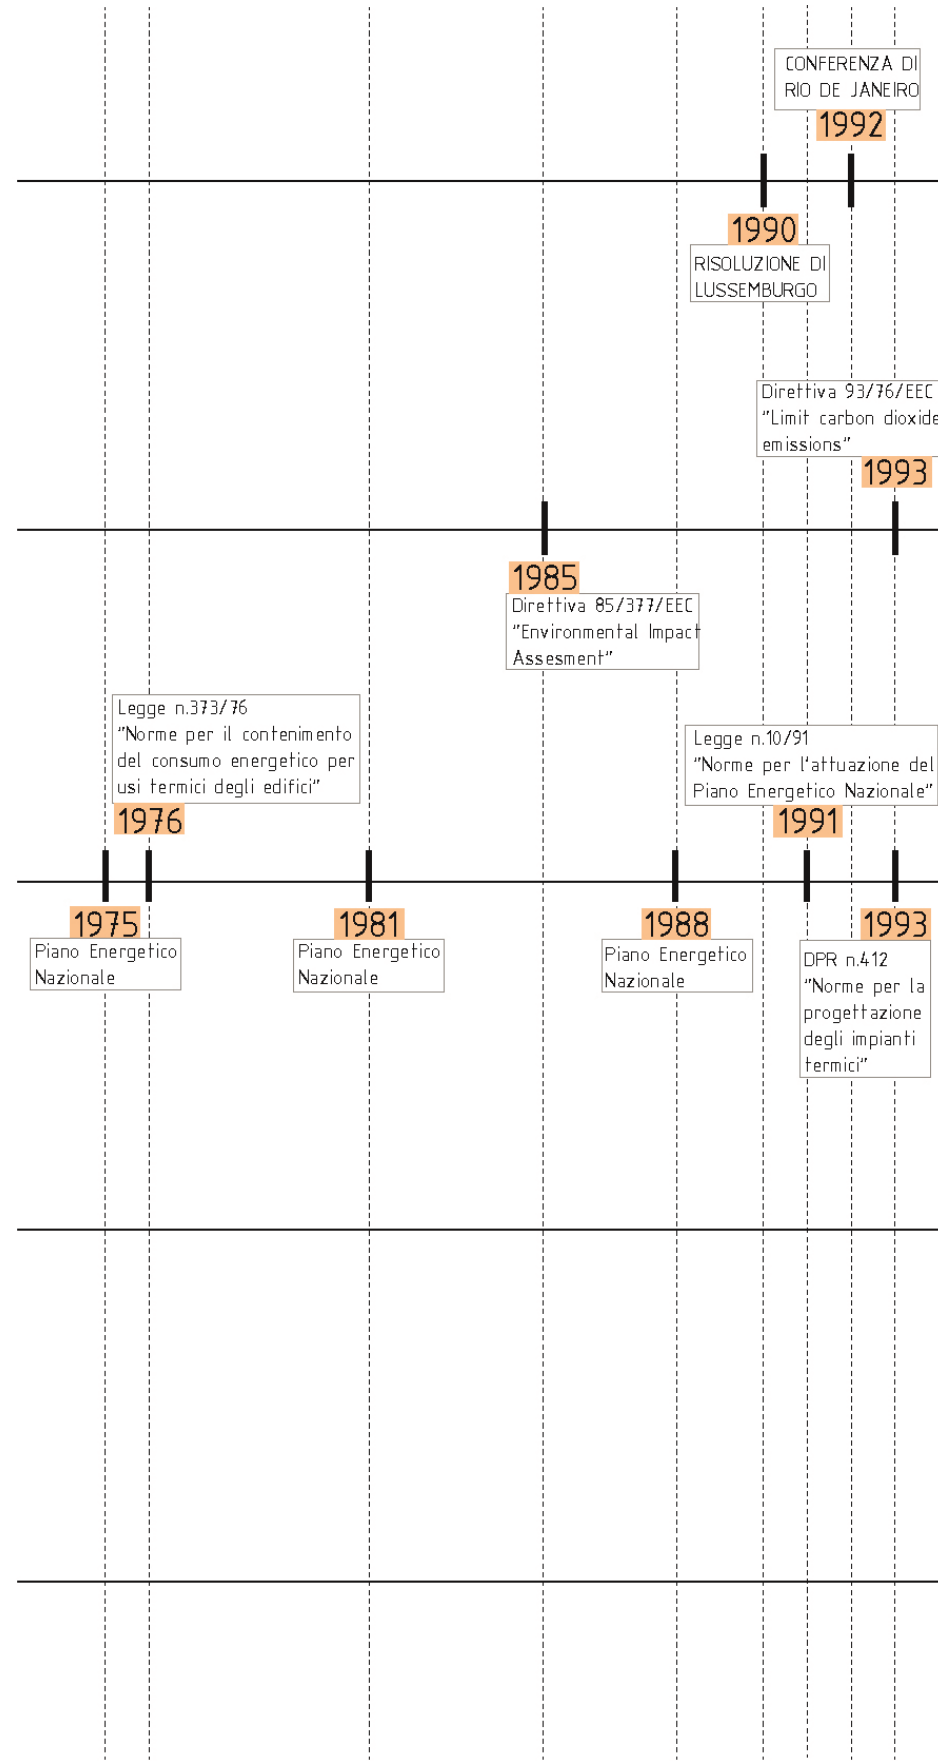 CONFERENZA DI
RIO DE JANEIRO
1992
1990
RISOLUZIONE DI
LUSSEMBURGO
Direttiva 93/76/EEC
"Limit carbon dioxide
emissions"
1993
1985
Direttiva 85/377/EEC
"Environmental Impact
Assesment"
Legge n.373/76
"Norme per il contenimento
del consumo energetico per
usi termici degli edifici"
1976
Legge n.10/91
"Norme per l'attuazione del
Piano Energetico Nazionale"
1991
1975
Piano Energetico
Nazionale
1981
Piano Energetico
Nazionale
1988
Piano Energetico
Nazionale
1993
DPR n.412
"Norme per la
progettazione
degli impianti
termici"